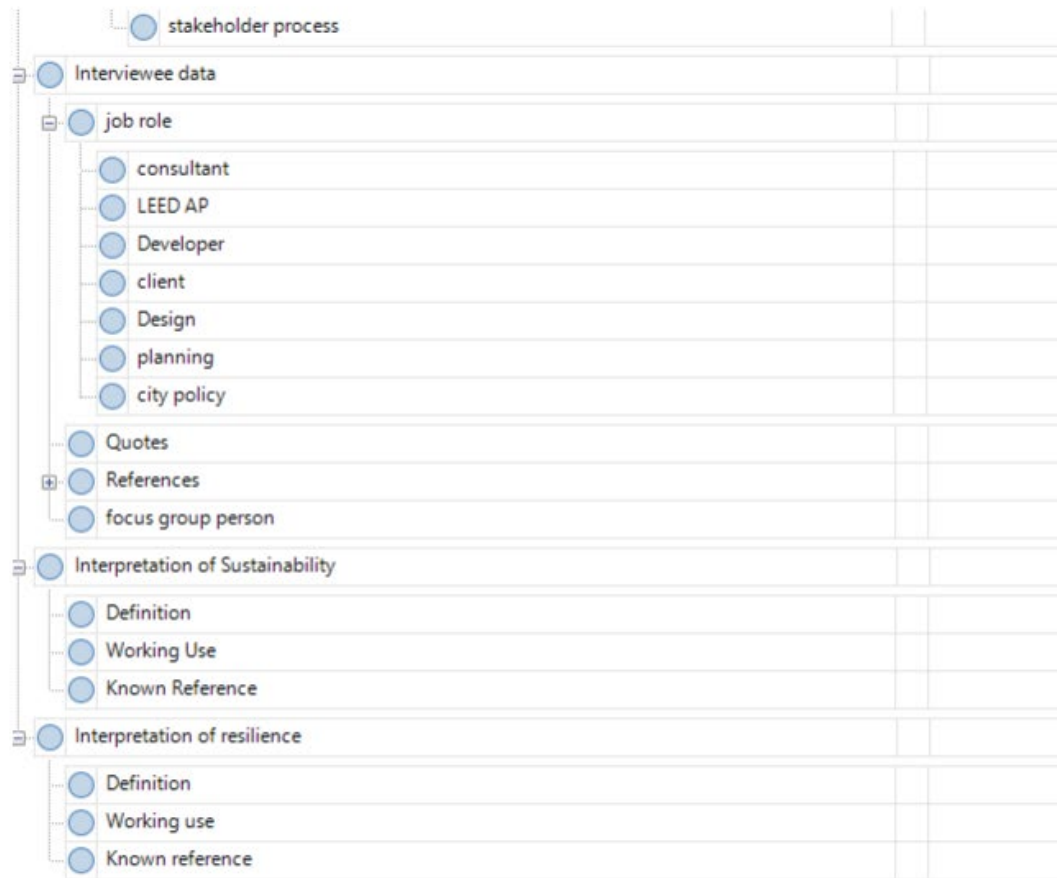 stakeholder process
Interviewee data
job role
consultant
LEED AP
Developer
client
Design
planning
city policy
Quotes
References
focus group person
Interpretation of Sustainability
Definition
Working Use
Known Reference
Interpretation of resilience
Definition
Working use
Known reference